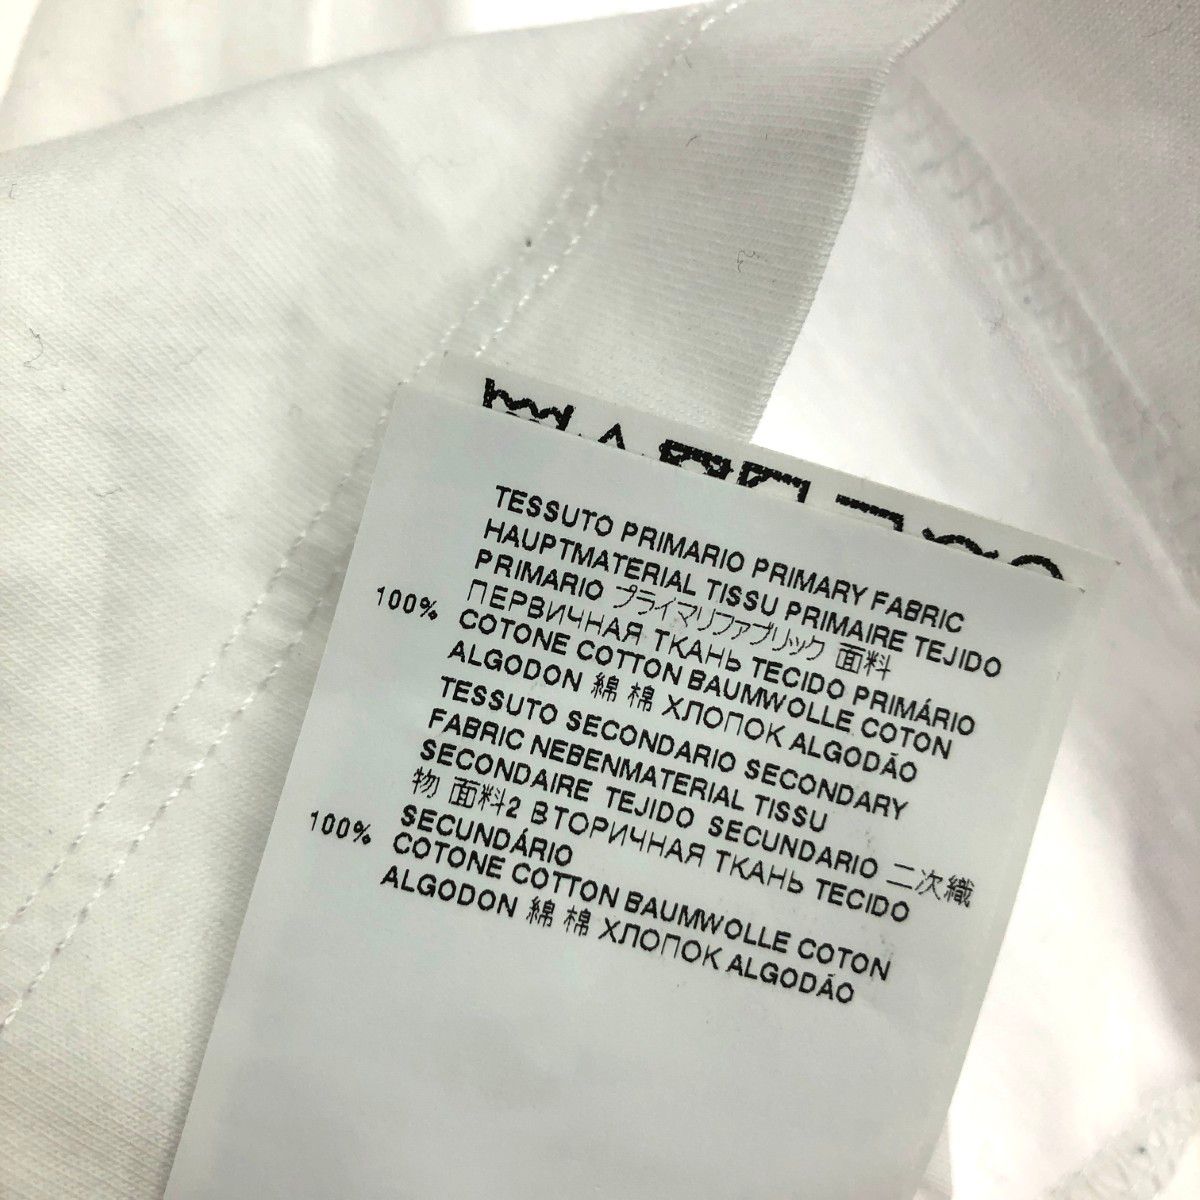 TESSUTO PRIMARIO PRIMARY FABRIC
HAUPTMATERIAL TISSU PRIMAIRE TEJIDO
PRIMARIO プライマリファブリック 面料
ПЕРВИЧНАЯ ТКАНЬ TECIDO PRIMÁRIO
100% COTONE COTTON BAUMWOLLE COTON
ALGODON 綿 棉 ХЛОПОК ALGODÃO
TESSUTO SECONDARIO SECONDARY
FABRIC NEBENMATERIAL TISSU
SECONDAIRE TEJIDO SECUNDARIO 二次織
物 面料2 ВТОРИЧНАЯ ТКАНЬ TECIDO
SECUNDÁRIO
100% COTONE COTTON BAUMWOLLE COTON
ALGODON 綿 棉 ХЛОПОК ALGODÃO